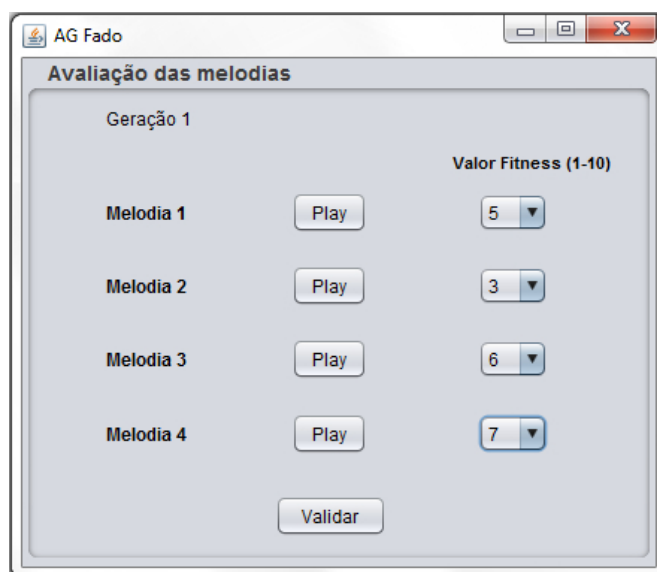 AG Fado
Avaliação das melodias
Geração 1
Valor Fitness (1-10)
Melodia 1 Play 5
Melodia 2 Play 3
Melodia 3 Play 6
Melodia 4 Play 7
Validar